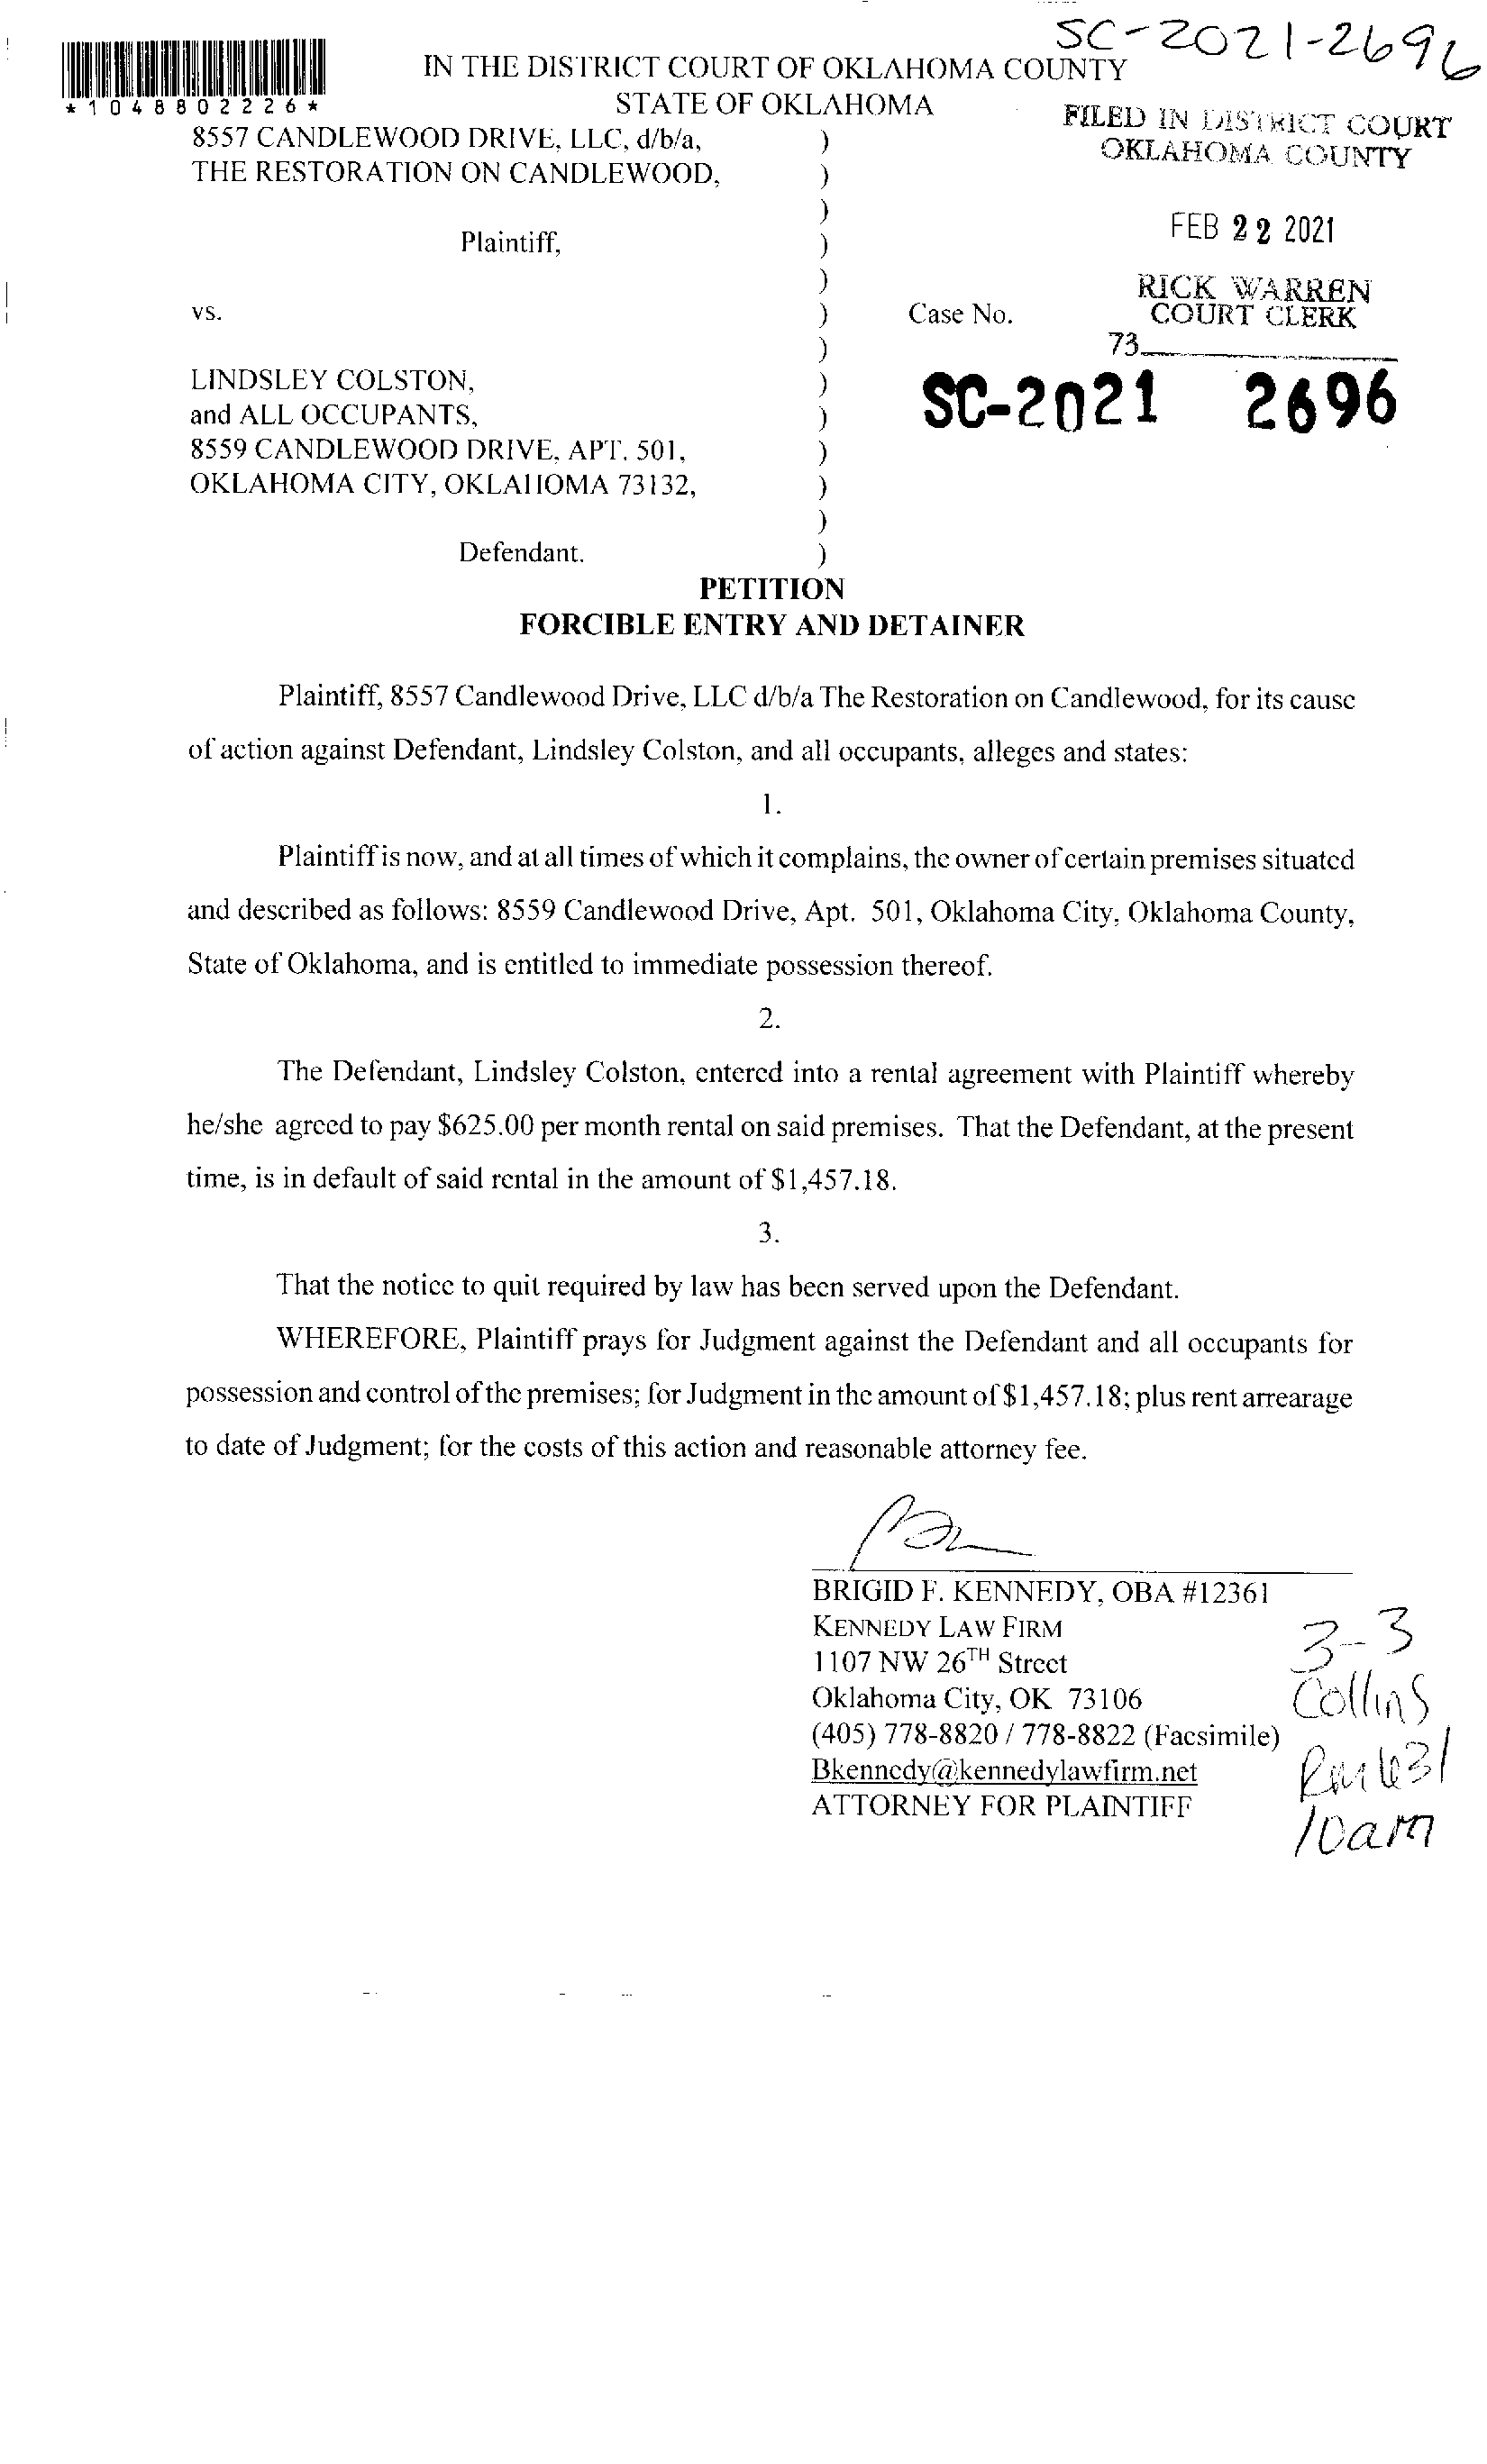 SC-2021-2696
IN THE DISTRICT COURT OF OKLAHOMA COUNTY
STATE OF OKLAHOMA
*1048802226*
FILED IN DISTRICT COURT
OKLAHOMA COUNTY
FEB 22 2021
RICK WARREN
COURT CLERK
73
8557 CANDLEWOOD DRIVE, LLC, d/b/a, )
THE RESTORATION ON CANDLEWOOD, )
)
Plaintiff, )
)
vs. ) Case No.
)
LINDSLEY COLSTON, ) SC-2021 2696
and ALL OCCUPANTS, )
8559 CANDLEWOOD DRIVE, APT. 501, )
OKLAHOMA CITY, OKLAHOMA 73132, )
)
Defendant. )
PETITION
FORCIBLE ENTRY AND DETAINER
Plaintiff, 8557 Candlewood Drive, LLC d/b/a The Restoration on Candlewood, for its cause
of action against Defendant, Lindsley Colston, and all occupants, alleges and states:
1.
Plaintiff is now, and at all times of which it complains, the owner of certain premises situated
and described as follows: 8559 Candlewood Drive, Apt. 501, Oklahoma City, Oklahoma County,
State of Oklahoma, and is entitled to immediate possession thereof.
2.
The Defendant, Lindsley Colston, entered into a rental agreement with Plaintiff whereby
he/she agreed to pay $625.00 per month rental on said premises. That the Defendant, at the present
time, is in default of said rental in the amount of $1,457.18.
3.
That the notice to quit required by law has been served upon the Defendant.
WHEREFORE, Plaintiff prays for Judgment against the Defendant and all occupants for
possession and control of the premises; for Judgment in the amount of $1,457.18; plus rent arrearage
to date of Judgment; for the costs of this action and reasonable attorney fee.
BRIGID F. KENNEDY, OBA #12361
KENNEDY LAW FIRM
1107 NW 26TH Street
Oklahoma City, OK 73106
(405) 778-8820 / 778-8822 (Facsimile)
Bkennedy@kennedylawfirm.net
ATTORNEY FOR PLAINTIFF
3-3
Collins
Rm 631
10am